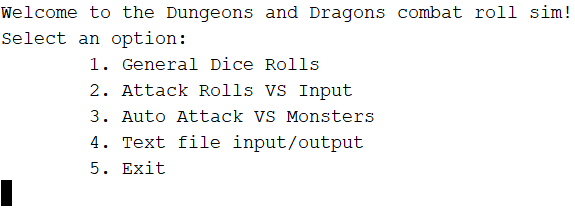 Welcome to the Dungeons and Dragons combat roll sim!
Select an option:
1. General Dice Rolls
2. Attack Rolls VS Input
3. Auto Attack VS Monsters
4. Text file input/output
5. Exit